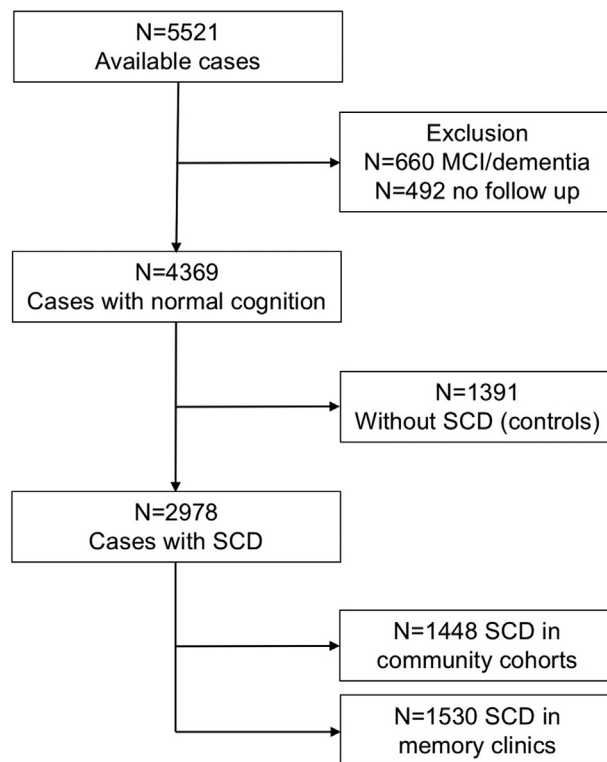 N=5521
Available cases
Exclusion
N=660 MCI/dementia
N=492 no follow up
N=4369
Cases with normal cognition
N=1391
Without SCD (controls)
N=2978
Cases with SCD
N=1448 SCD in
community cohorts
N=1530 SCD in
memory clinics